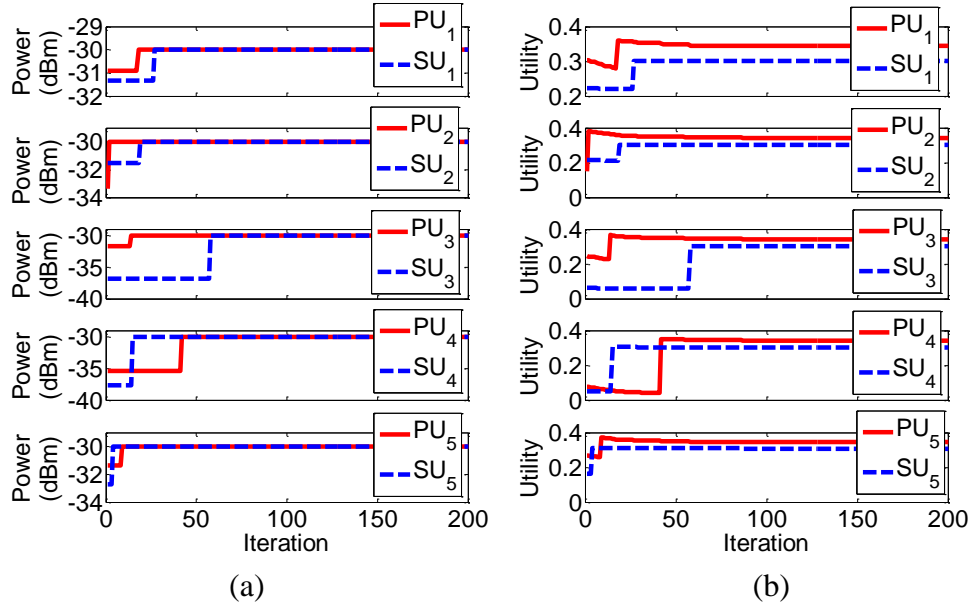 -29
-30
-31
-32
Power
(dBm)
PU1
SU1
-30
-32
-34
Power
(dBm)
PU2
SU2
-30
-35
-40
Power
(dBm)
PU3
SU3
-30
-35
-40
Power
(dBm)
PU4
SU4
-30
-32
-34
Power
(dBm)
PU5
SU5
0 50 100 150 200
Iteration
(a)
0.4
0.3
0.2
Utility
PU1
SU1
0.4
0.2
0
Utility
PU2
SU2
0.4
0.2
0
Utility
PU3
SU3
0.4
0.2
0
Utility
PU4
SU4
0.4
0.2
0
Utility
PU5
SU5
0 50 100 150 200
Iteration
(b)